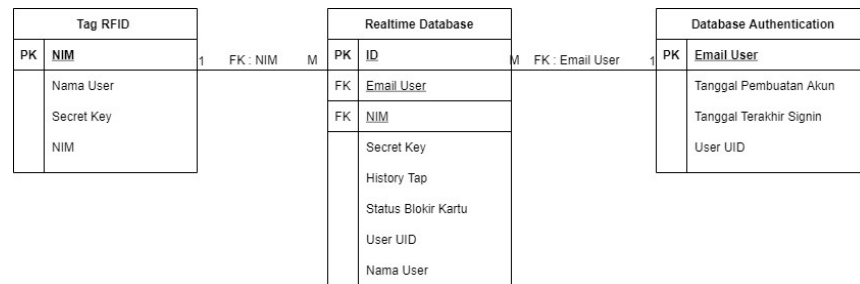 Tag RFID
PK NIM
Nama User
Secret Key
NIM
1 FK : NIM M
Realtime Database
PK ID
FK Email User
FK NIM
Secret Key
History Tap
Status Blokir Kartu
User UID
Nama User
M FK : Email User 1
Database Authentication
PK Email User
Tanggal Pembuatan Akun
Tanggal Terakhir Signin
User UID